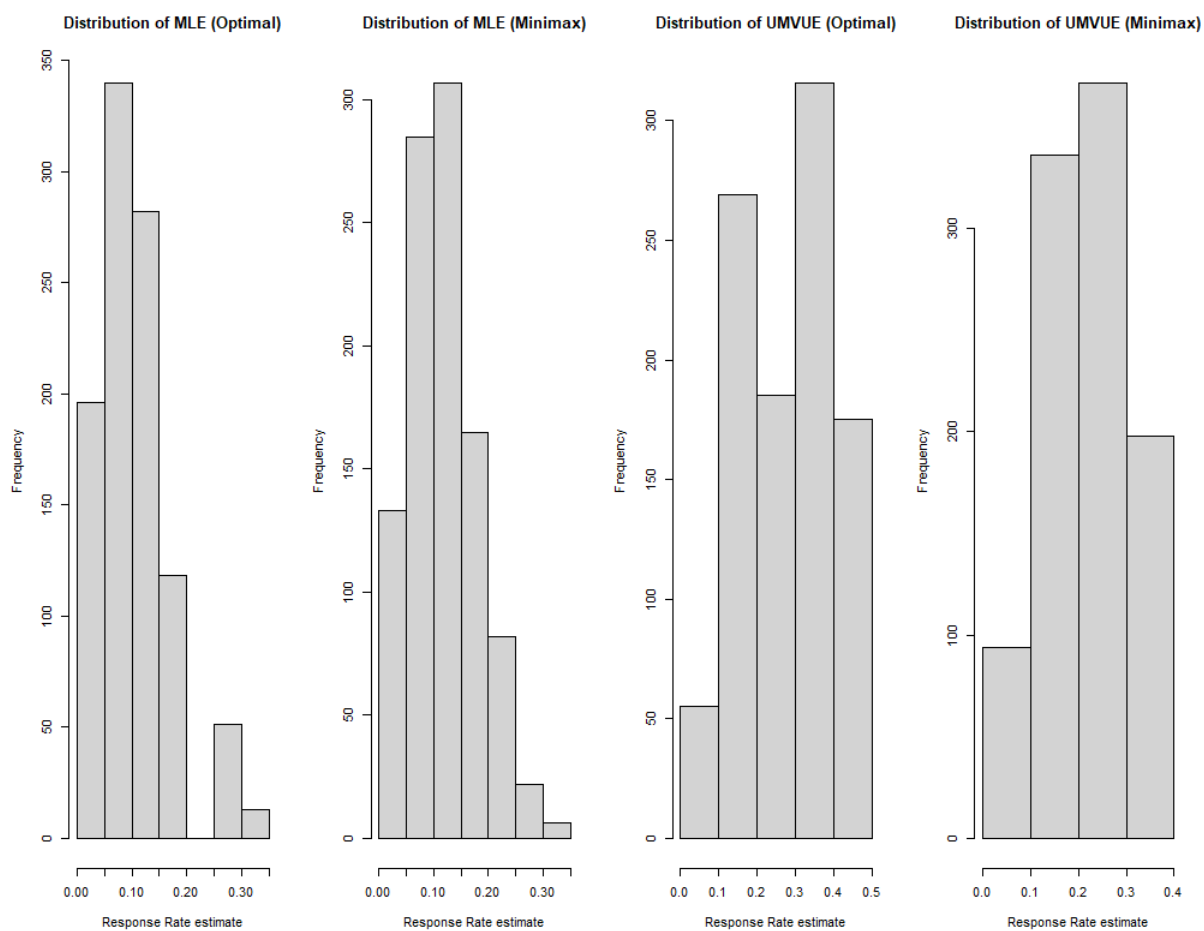 Distribution of MLE (Optimal)
Frequency
350
300
250
200
150
100
50
0
0.00 0.10 0.20 0.30
Response Rate estimate
Distribution of MLE (Minimax)
Frequency
300
250
200
150
100
50
0
0.00 0.10 0.20 0.30
Response Rate estimate
Distribution of UMVUE (Optimal)
Frequency
300
250
200
150
100
50
0
0.0 0.1 0.2 0.3 0.4 0.5
Response Rate estimate
Distribution of UMVUE (Minimax)
Frequency
300
200
100
0
0.0 0.1 0.2 0.3 0.4
Response Rate estimate